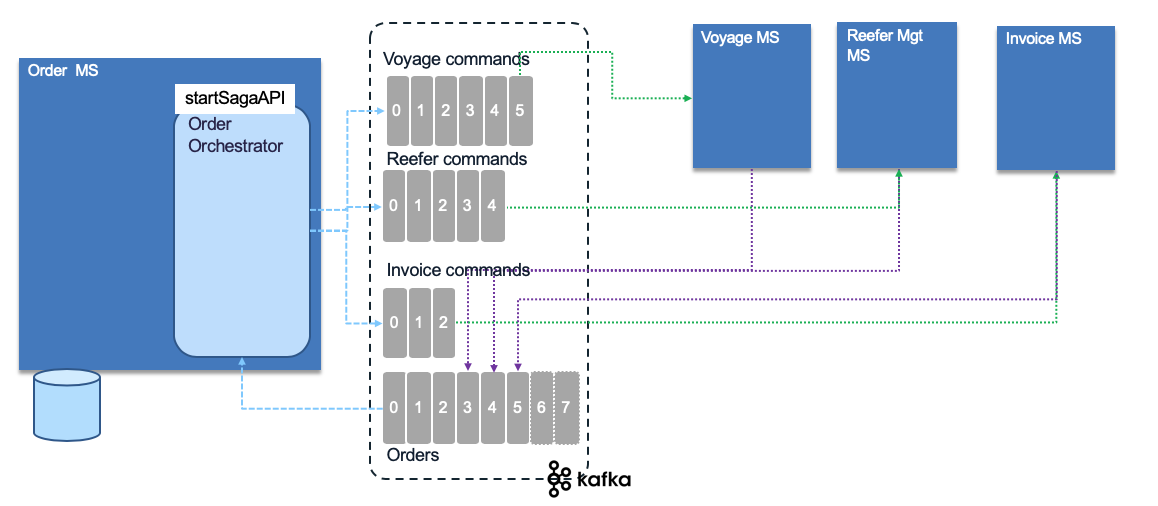 Order MS
startSagaAPI
Order
Orchestrator
Voyage commands
0 1 2 3 4 5
Reefer commands
0 1 2 3 4
Invoice commands
0 1 2
0 1 2 3 4 5 6 7
Orders
kafka
Voyage MS
Reefer Mgt
MS
Invoice MS